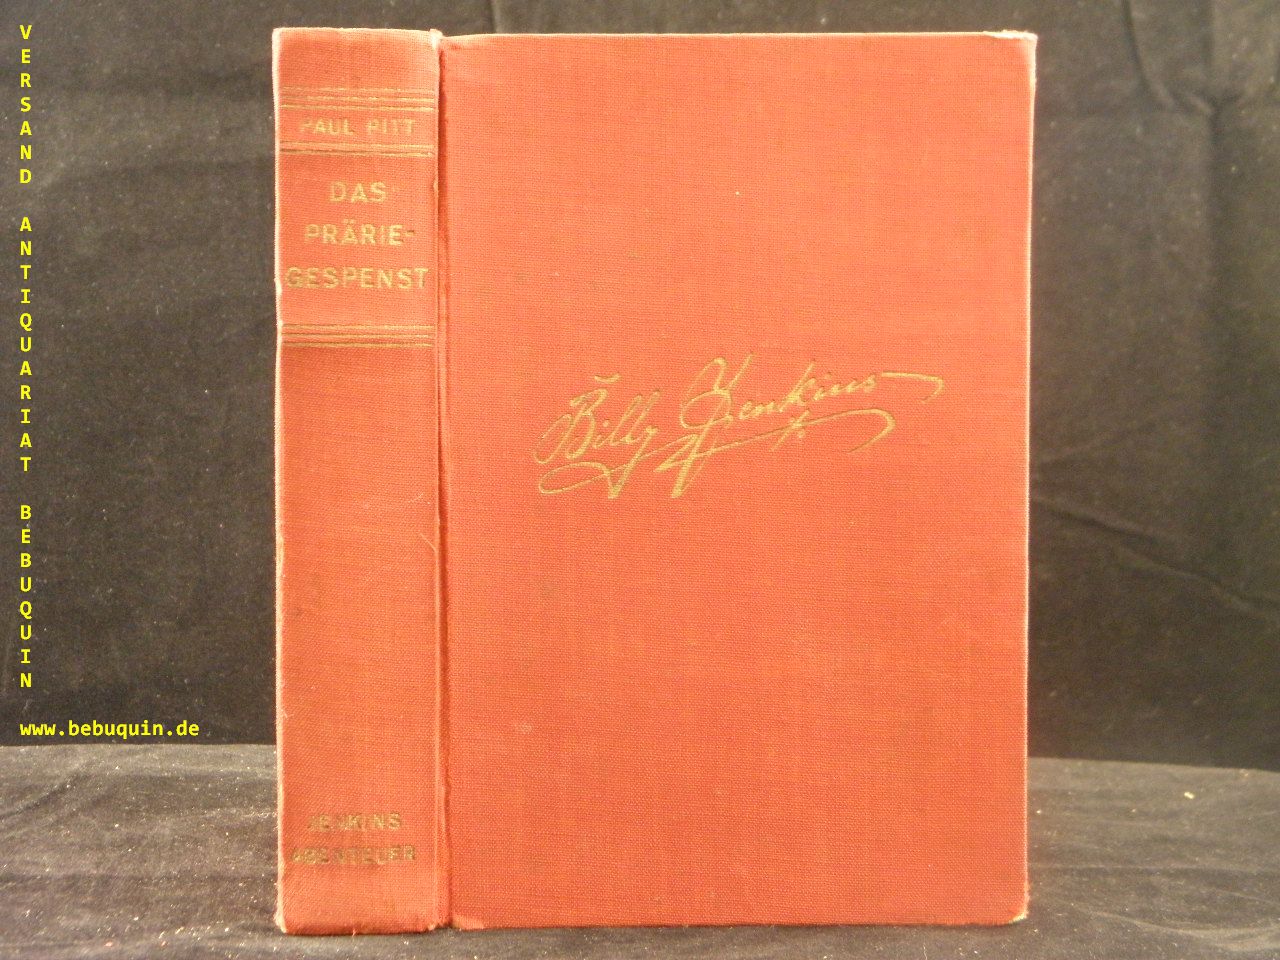 VERSAND ANTIQUARIAT BEBUQUIN
www.bebuquin.de
PAUL PITT
DAS
PRÄRIE-
GESPENST
JENKINS
ABENTEUER
Billy Jenkins